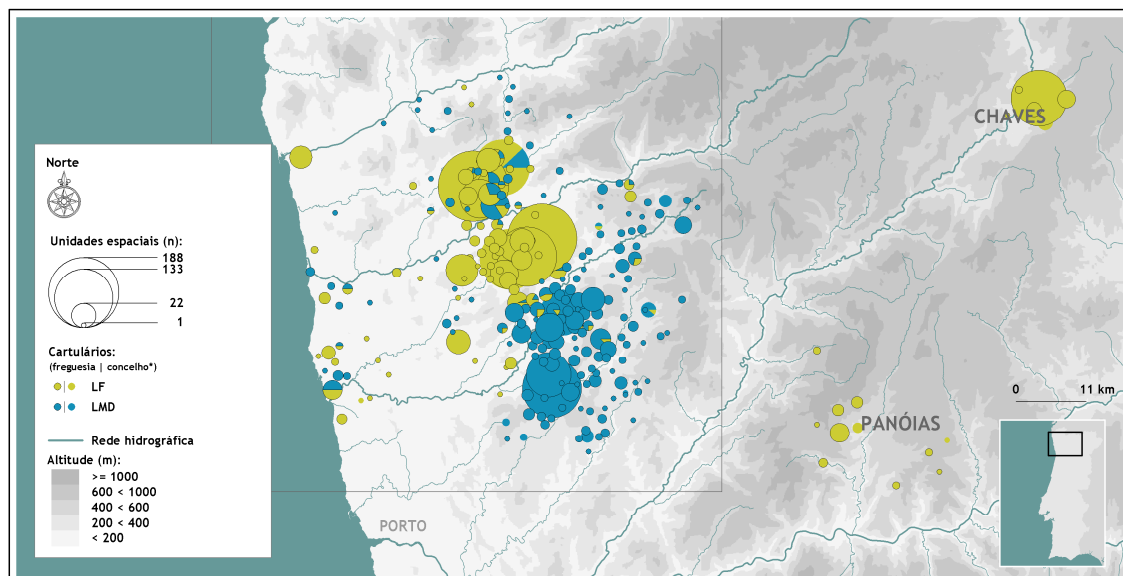 Norte
Unidades espaciais (n):
188
133
22
1
Cartulários:
(freguesia | concelho*)
LF
LMD
Rede hidrográfica
Altitude (m):
>= 1000
600 < 1000
400 < 600
200 < 400
< 200
CHAVES
PANÓIAS
PORTO
0 11 km